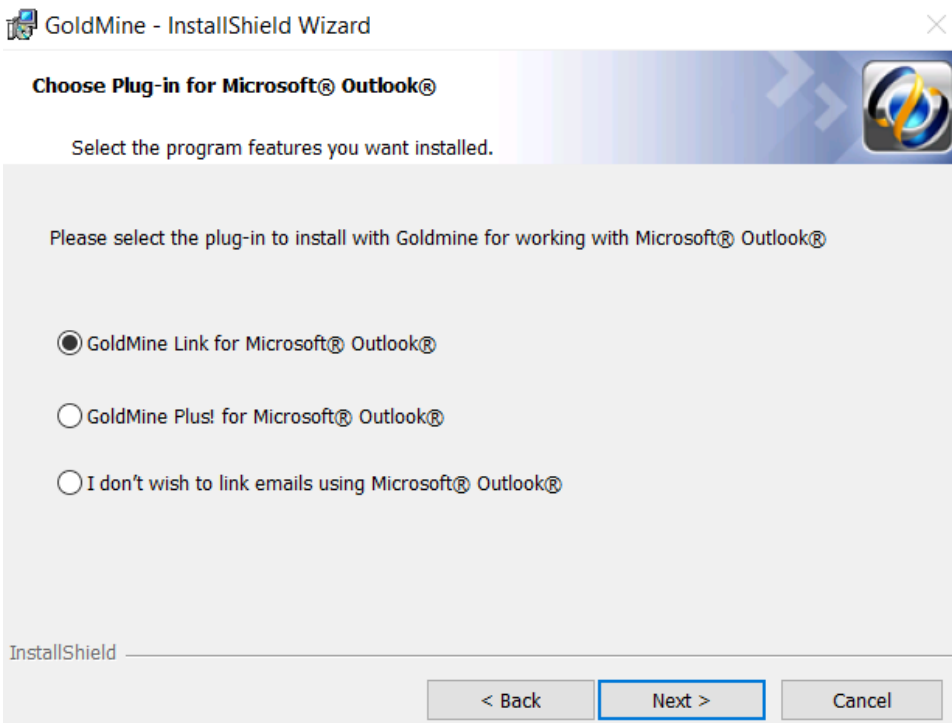 GoldMine - InstallShield Wizard
Choose Plug-in for Microsoft® Outlook®
Select the program features you want installed.
Please select the plug-in to install with Goldmine for working with Microsoft® Outlook®
GoldMine Link for Microsoft® Outlook®
GoldMine Plus! for Microsoft® Outlook®
I don't wish to link emails using Microsoft® Outlook®
InstallShield
< Back Next > Cancel